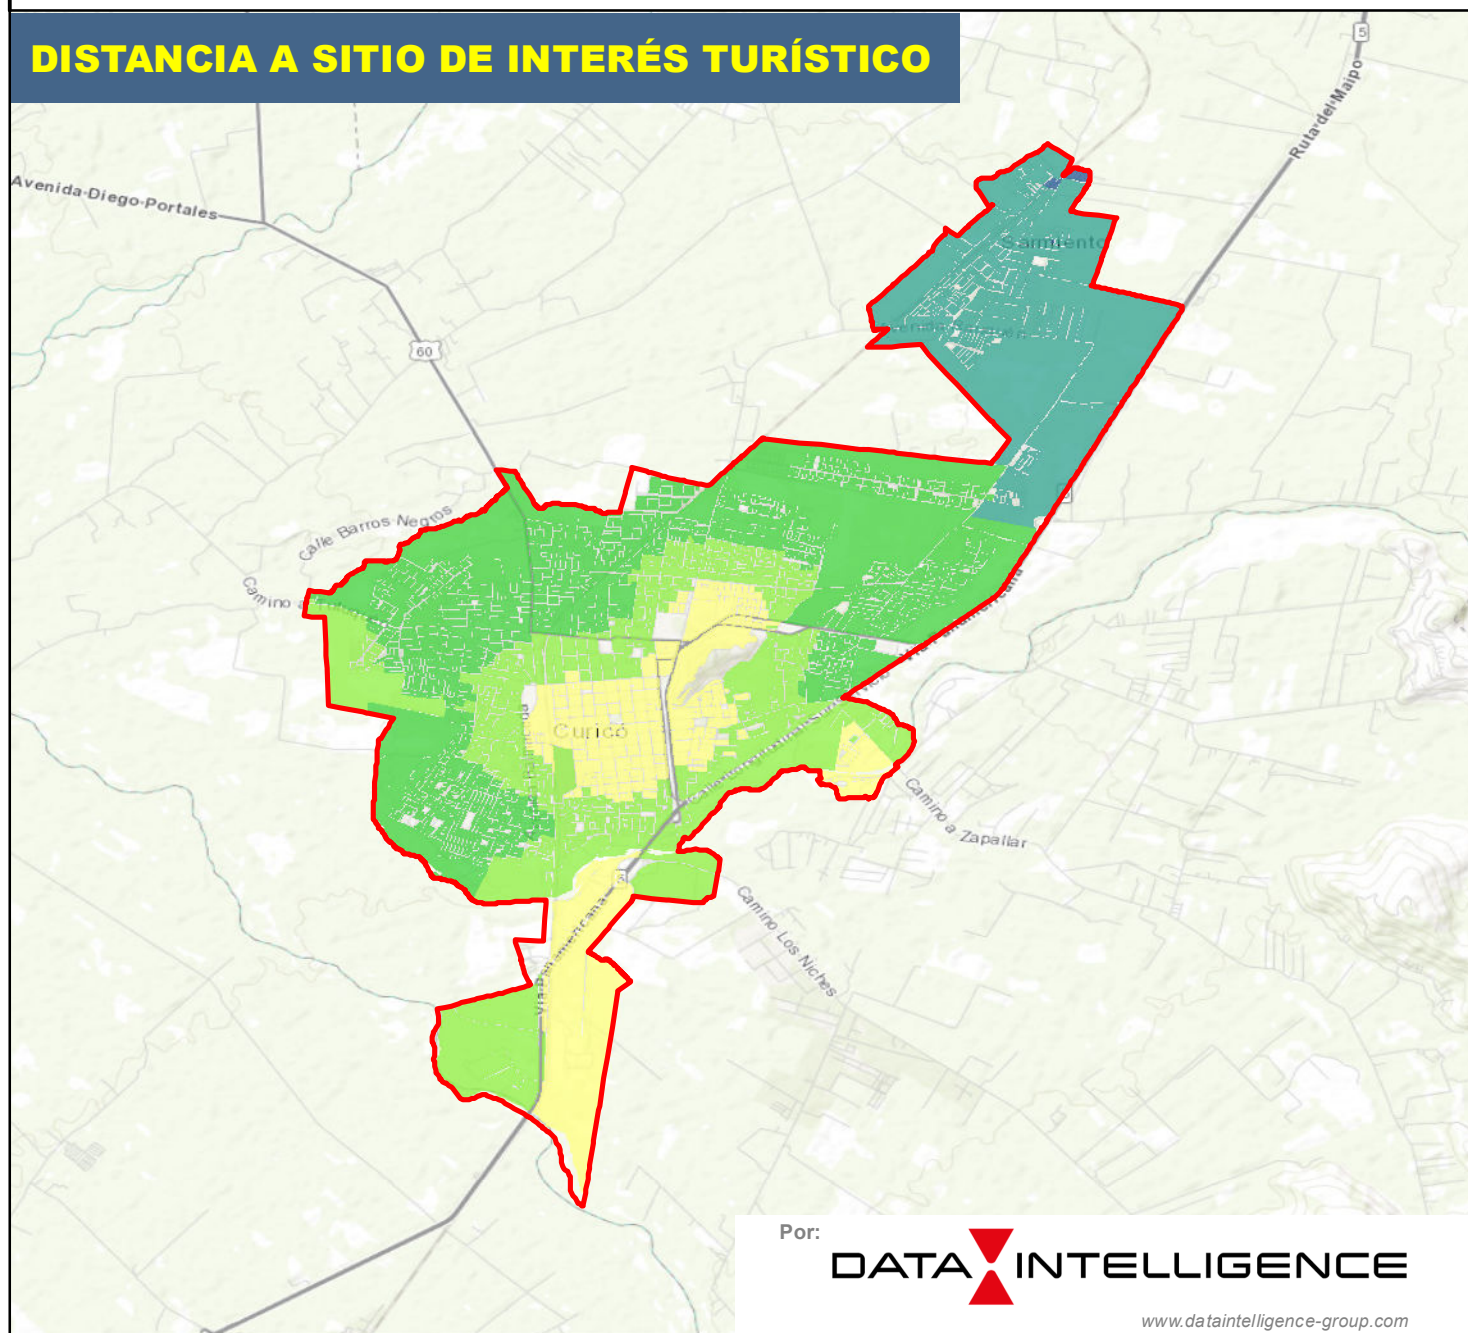 DISTANCIA A SITIO DE INTERÉS TURÍSTICO
5
Ruta del Maipo
Avenida-Diego-Portales
Sarmiento
60
Calle Barros Negros
Camino a
Curicó
Camino a Zapallar
5
Camino Los Niches
Vía Panamericana
Por:
DATA INTELLIGENCE
www.dataintelligence-group.com